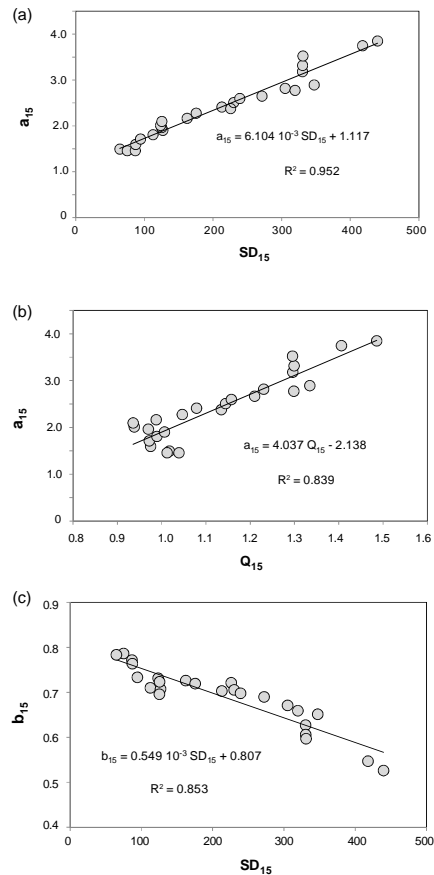 (a)
5.0
4.0
3.0
2.0
1.0
0
a15
a15 = 6.104 10-3 SD15 + 1.117
R2 = 0.952
0 100 200 300 400 500
SD15
(b)
5.0
4.0
3.0
2.0
1.0
0
a15
a15 = 4.037 Q15 - 2.138
R2 = 0.839
0.8 0.9 1.0 1.1 1.2 1.3 1.4 1.5 1.6
Q15
(c)
0.9
0.8
0.7
0.6
0.5
0.4
b15
b15 = 0.549 10-3 SD15 + 0.807
R2 = 0.853
0 100 200 300 400 500
SD15